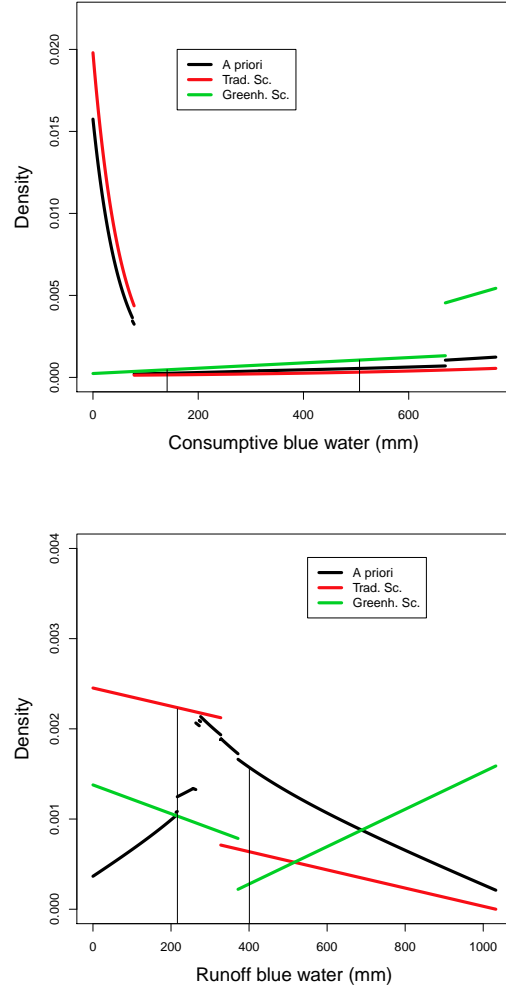 0.020
0.015
0.010
0.005
0.000
Density
A priori
Trad. Sc.
Greenh. Sc.
0 200 400 600
Consumptive blue water (mm)
0.004
0.003
0.002
0.001
0.000
Density
A priori
Trad. Sc.
Greenh. Sc.
0 200 400 600 800 1000
Runoff blue water (mm)